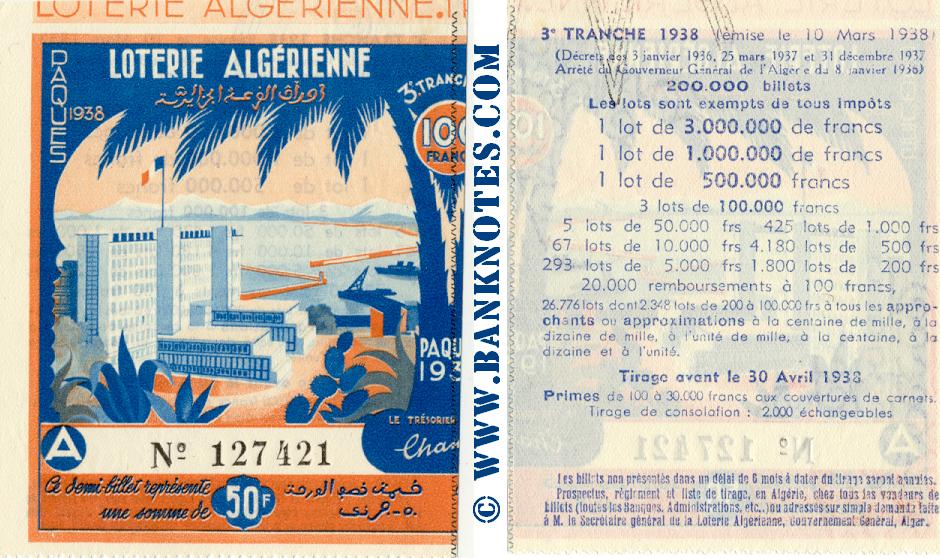 LOTERIE ALGÉRIENNE.
PAQUES
1938
LOTERIE ALGÉRIENNE
3e TRANCHE
100
FRANCS
PAQU
19
LE TRÉSORIER
A
Nº 127421
Ce demi-billet représente
une somme de
50F
قيمة نصف الورقة
٥٠ فرنك
© WWW.BANKNOTES.COM
3e TRANCHE 1938 (émise le 10 Mars 1938)
(Décrets des 3 janvier 1936, 25 mars 1937 et 31 décembre 1937
Arrêté du Gouverneur Général de l'Algérie du 8 janvier 1936)
200.000 billets
Les lots sont exempts de tous impôts
1 lot de 3.000.000 de francs
1 lot de 1.000.000 de francs
1 lot de 500.000 francs
3 lots de 100.000 francs
5 lots de 50.000 frs 425 lots de 1.000 frs
67 lots de 10.000 frs 4.180 lots de 500 frs
293 lots de 5.000 frs 1.800 lots de 200 frs
20.000 remboursements à 100 francs,
26.776 lots dont 2.348 lots de 200 à 100.000 frs à tous les appro-
chants ou approximations à la centaine de mille, à la
dizaine de mille, à l'unité de mille, à la centaine, à la
dizaine et à l'unité.
Tirage avant le 30 Avril 1938
Primes de 100 à 30.000 francs aux couvertures de carnets.
Tirage de consolation : 2.000 échangeables
Nº 127421
Les billets non présentés dans un délai de 6 mois à dater du tirage seront annulés.
Prospectus, règlement et liste de tirage, en Algérie, chez tous les vendeurs de
billets (toutes les Banques, Administrations, etc..) ou adressés sur simple demande faite
à M. le Secrétaire général de la Loterie Algérienne, Gouvernement Général, Alger.